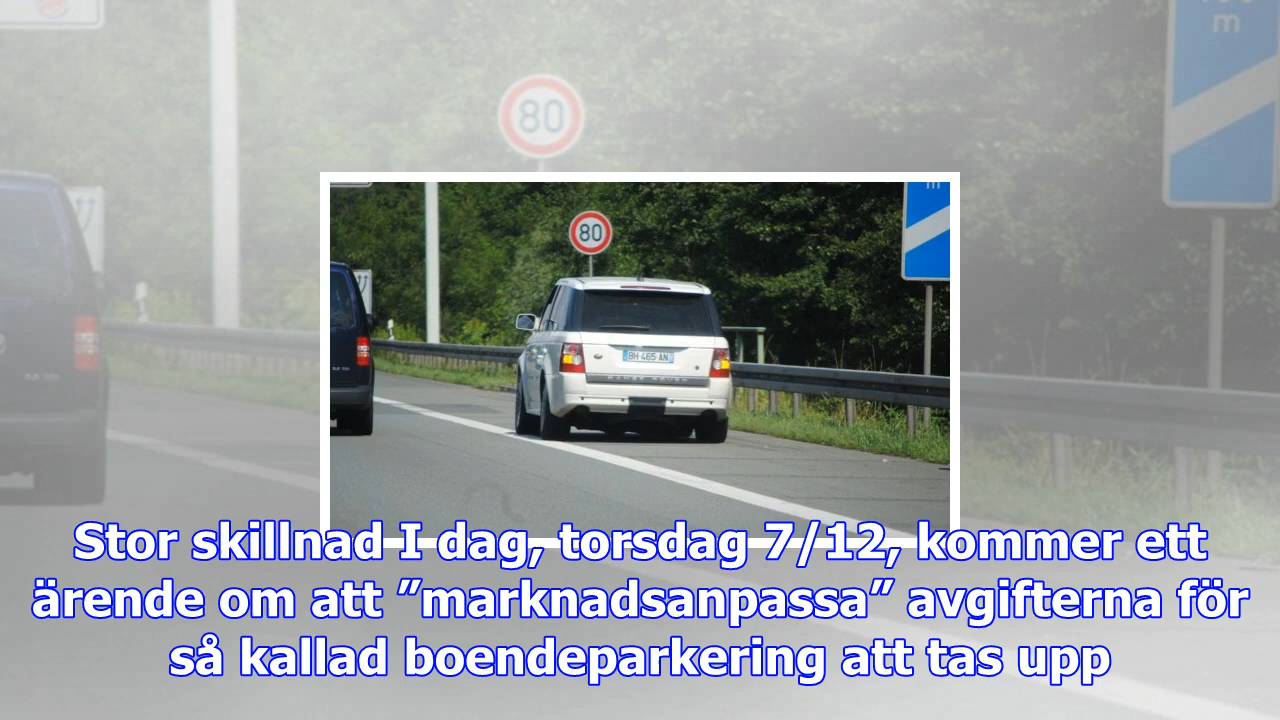 m
80
m
80
BH-465 AN
Stor skillnad I dag, torsdag 7/12, kommer ett
ärende om att ”marknadsanpassa” avgifterna för
så kallad boendeparkering att tas upp